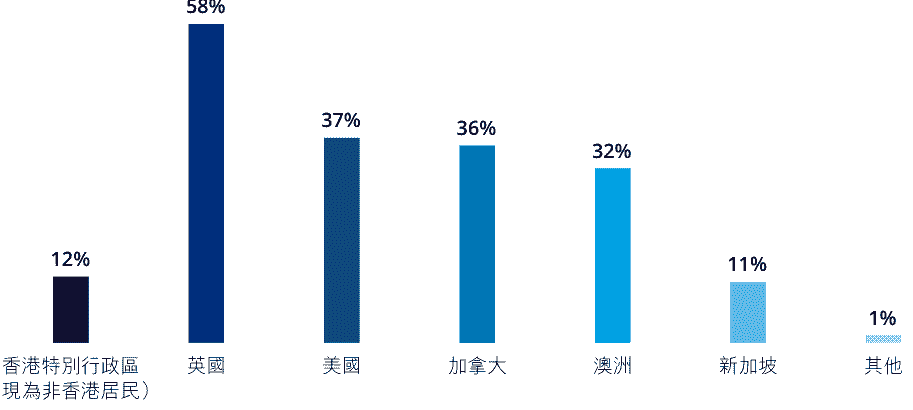 58%
37%
36%
32%
12%
11%
1%
香港特別行政區
現為非香港居民）
英國
美國
加拿大
澳洲
新加坡
其他